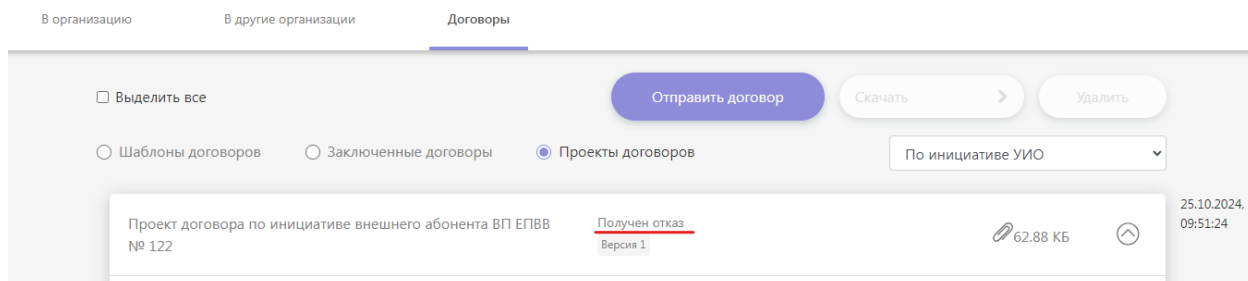 В организацию
В другие организации
Договоры
Выделить все
Отправить договор
Скачать
Удалить
Шаблоны договоров
Заключенные договоры
Проекты договоров
По инициативе УИО
Проект договора по инициативе внешнего абонента ВП ЕПВВ
№ 122
Получен отказ
Версия 1
62.88 КБ
25.10.2024,
09:51:24